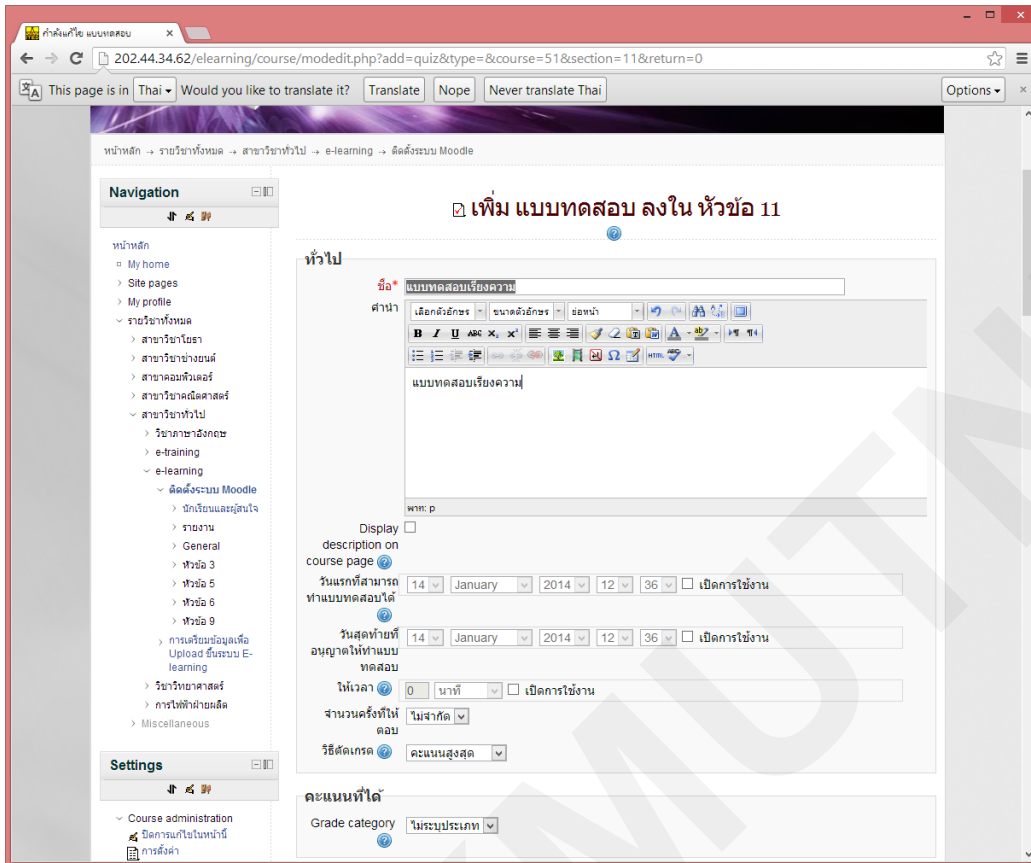 กำลังแก้ไข แบบทดสอบ
202.44.34.62/elearning/course/modedit.php?add=quiz&type=&course=51&section=11&return=0
This page is in Thai Would you like to translate it? Translate Nope Never translate Thai Options
หน้าหลัก → รายวิชาทั้งหมด → สาขาวิชาทั่วไป → e-learning → ติดตั้งระบบ Moodle
Navigation
หน้าหลัก
My home
Site pages
My profile
รายวิชาทั้งหมด
สาขาวิชาโยธา
สาขาวิชาช่างยนต์
สาขาคอมพิวเตอร์
สาขาวิชาคณิตศาสตร์
สาขาวิชาทั่วไป
วิชาภาษาอังกฤษ
e-training
e-learning
ติดตั้งระบบ Moodle
นักเรียนและผู้สนใจ
รายงาน
General
หัวข้อ 3
หัวข้อ 5
หัวข้อ 6
หัวข้อ 9
การเตรียมข้อมูลเพื่อ
Upload ขึ้นระบบ E-
learning
วิชาวิทยาศาสตร์
การไฟฟ้าฝ่ายผลิต
Miscellaneous
Settings
Course administration
ปิดการแก้ไขในหน้านี้
การตั้งค่า
เพิ่ม แบบทดสอบ ลงใน หัวข้อ 11
ทั่วไป
ชื่อ* แบบทดสอบเรียงความ
คำนำ
เลือกตัวอักษร ขนาดตัวอักษร ย่อหน้า
B I U ABC x₂ x²
HTML
แบบทดสอบเรียงความ
พาท: p
Display
description on
course page
วันแรกที่สามารถ
ทำแบบทดสอบได้
14 January 2014 12 36 เปิดการใช้งาน
วันสุดท้ายที่
อนุญาตให้ทำแบบ
ทดสอบ
14 January 2014 12 36 เปิดการใช้งาน
ให้เวลา 0 นาที เปิดการใช้งาน
จำนวนครั้งที่ให้
ตอบ
ไม่จำกัด
วิธีตัดเกรด คะแนนสูงสุด
คะแนนที่ได้
Grade category ไม่ระบุประเภท